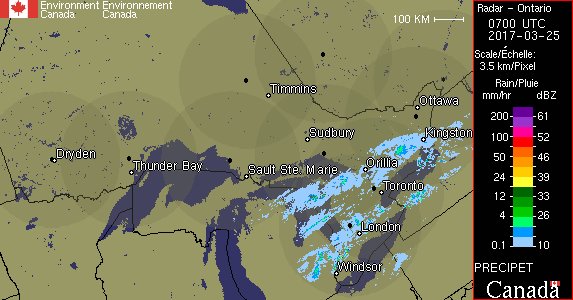 Environment Environnement
Canada Canada
100 KM
Radar - Ontario
0700 UTC
2017-03-25
Scale/Échelle:
3.5 km/Pixel
Rain/Pluie
mm/hr dBZ
200 61
100 52
50 46
24 39
12 33
4 26
0.1 10
PRECIPET
Canada
Timmins
Ottawa
Sudbury
Kingston
Dryden
Thunder Bay
Sault Ste. Marie
Orillia
Toronto
London
Windsor